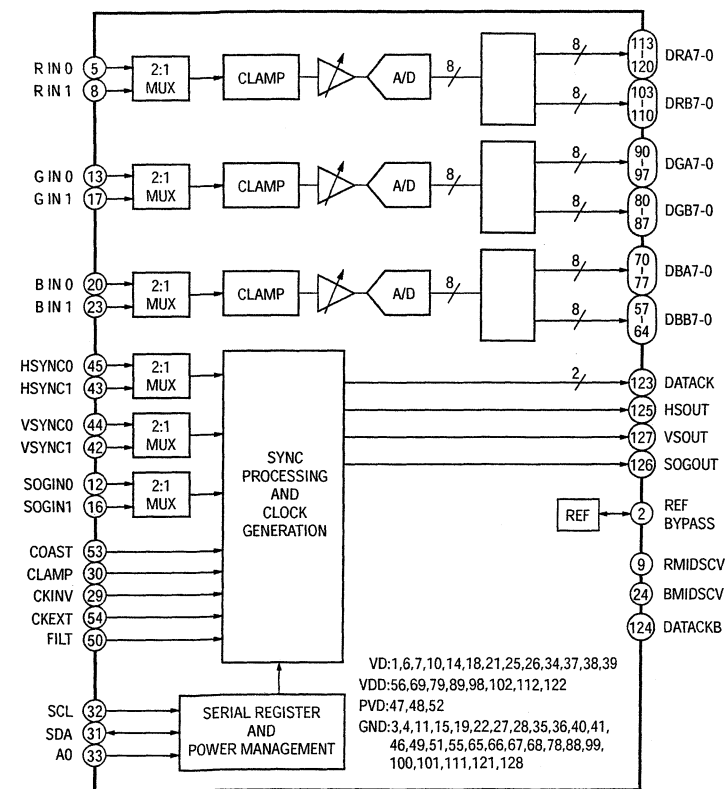 R IN 0 5
R IN 1 8
2:1
MUX
CLAMP
A/D
8
8
113
120
DRA7-0
8
103
110
DRB7-0
G IN 0 13
G IN 1 17
2:1
MUX
CLAMP
A/D
8
8
90
97
DGA7-0
8
80
87
DGB7-0
B IN 0 20
B IN 1 23
2:1
MUX
CLAMP
A/D
8
8
70
77
DBA7-0
8
57
64
DBB7-0
HSYNC0 45
HSYNC1 43
2:1
MUX
VSYNC0 44
VSYNC1 42
2:1
MUX
SOGIN0 12
SOGIN1 16
2:1
MUX
COAST 53
CLAMP 30
CKINV 29
CKEXT 54
FILT 50
SYNC
PROCESSING
AND
CLOCK
GENERATION
2
123 DATACK
125 HSOUT
127 VSOUT
126 SOGOUT
REF
2
REF
BYPASS
9 RMIDSCV
24 BMIDSCV
124 DATACKB
SCL 32
SDA 31
A0 33
SERIAL REGISTER
AND
POWER MANAGEMENT
VD:1,6,7,10,14,18,21,25,26,34,37,38,39
VDD:56,69,79,89,98,102,112,122
PVD:47,48,52
GND:3,4,11,15,19,22,27,28,35,36,40,41,
46,49,51,55,65,66,67,68,78,88,99,
100,101,111,121,128